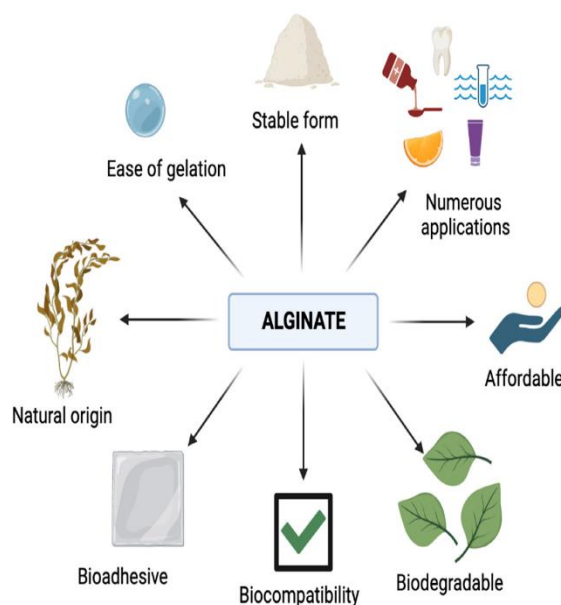 Stable form
Ease of gelation
Numerous
applications
ALGINATE
Natural origin
Affordable
Bioadhesive
Biocompatibility
Biodegradable